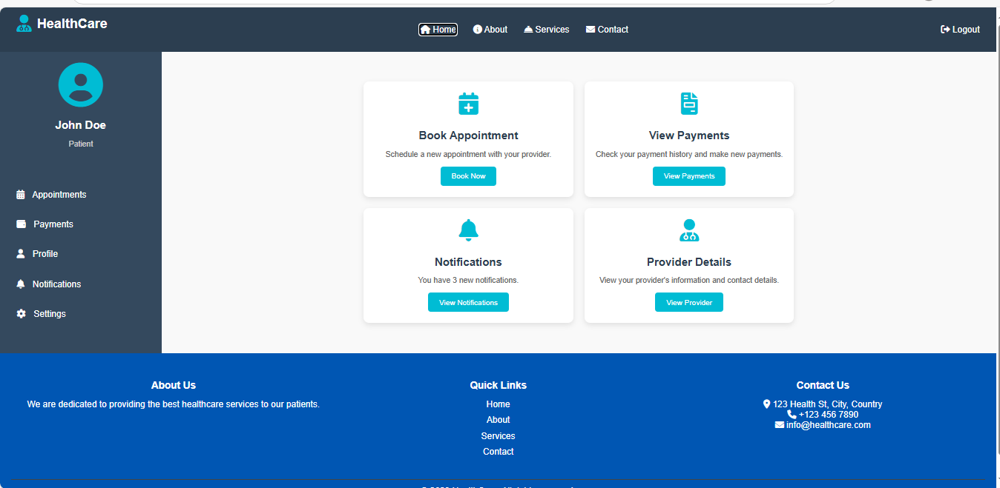 HealthCare
Home
About
Services
Contact
Logout
John Doe
Patient
Appointments
Payments
Profile
Notifications
Settings
Book Appointment
Schedule a new appointment with your provider.
Book Now
View Payments
Check your payment history and make new payments.
View Payments
Notifications
You have 3 new notifications.
View Notifications
Provider Details
View your provider's information and contact details.
View Provider
About Us
We are dedicated to providing the best healthcare services to our patients.
Quick Links
Home
About
Services
Contact
Contact Us
123 Health St, City, Country
+123 456 7890
info@healthcare.com